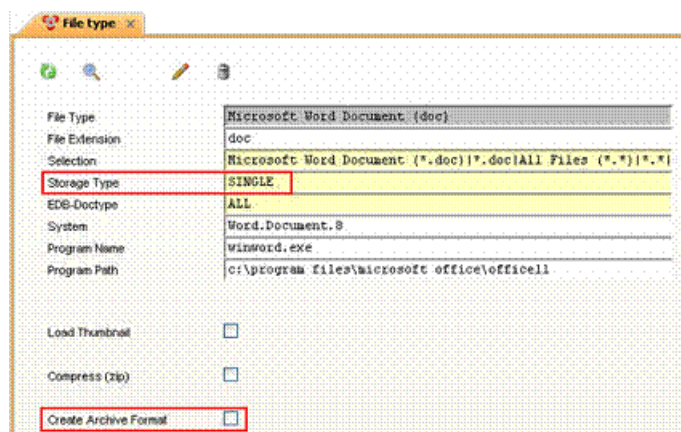 File type
File Type Microsoft Word Document (doc)
File Extension doc
Selection Microsoft Word Document (*.doc)|*.doc|All Files (*.*)|*.*|
Storage Type SINGLE
EDB-Doctype ALL
System Word.Document.8
Program Name winword.exe
Program Path c:\program files\microsoft office\office11
Load Thumbnail
Compress (zip)
Create Archive Format